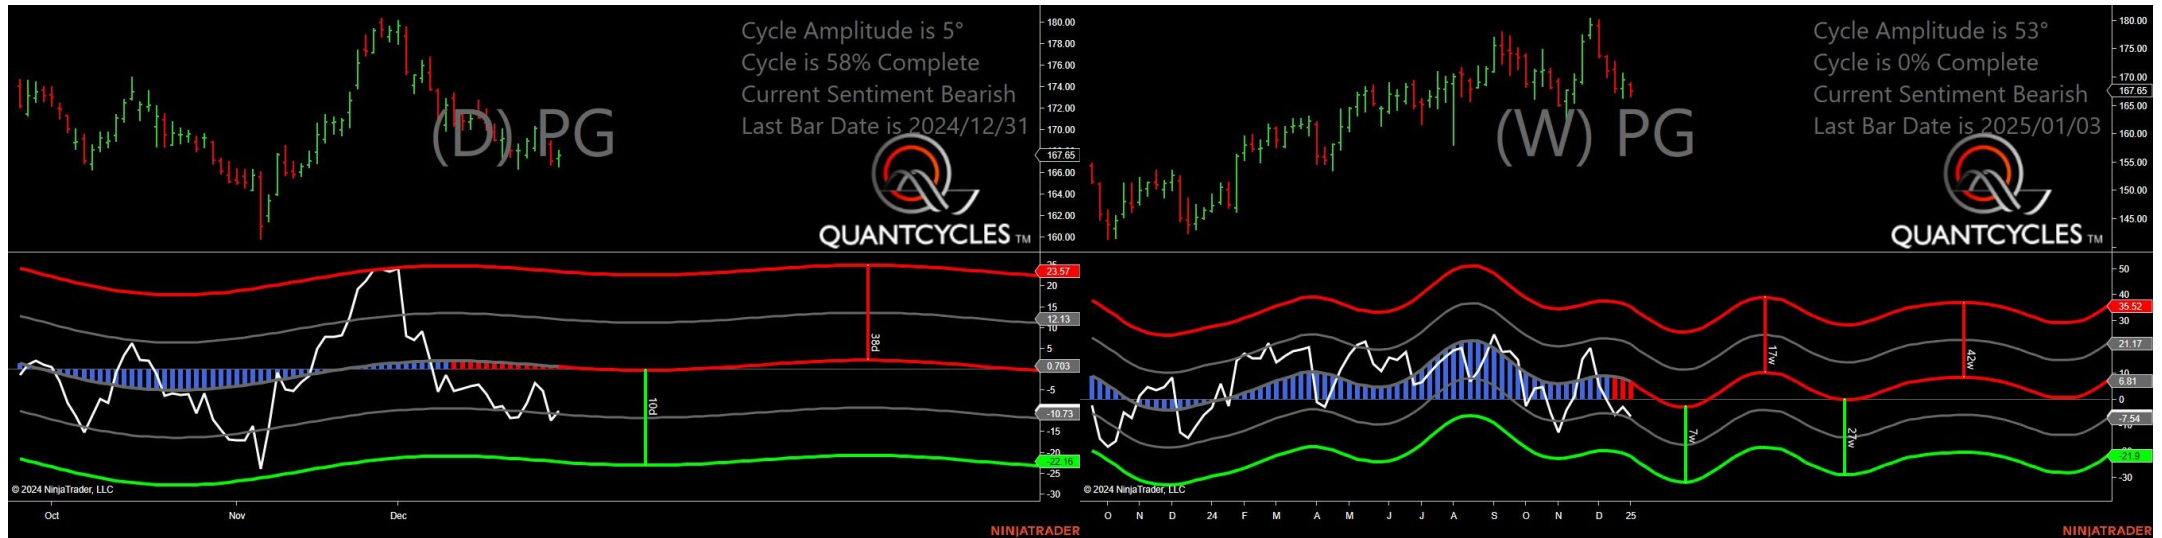 Cycle Amplitude is 5°
Cycle is 58% Complete
Current Sentiment Bearish
Last Bar Date is 2024/12/31
(D) PG
QUANTCYCLES TM
180.00
178.00
176.00
174.00
172.00
170.00
167.65
166.00
164.00
162.00
160.00
25
23.57
20
15
12.13
10
5
0.703
-5
-10.73
-15
-20
-22.16
-25
-30
38d
10d
© 2024 NinjaTrader, LLC
Oct Nov Dec
NINJATRADER
Cycle Amplitude is 53°
Cycle is 0% Complete
Current Sentiment Bearish
Last Bar Date is 2025/01/03
(W) PG
QUANTCYCLES TM
180.00
175.00
170.00
167.65
165.00
160.00
155.00
150.00
145.00
50
40
35.52
30
21.17
10
6.81
0
-7.54
-21.9
-30
17w
42w
7w
27w
© 2024 NinjaTrader, LLC
O N D 24 F M A M J J A S O N D 25
NINJATRADER